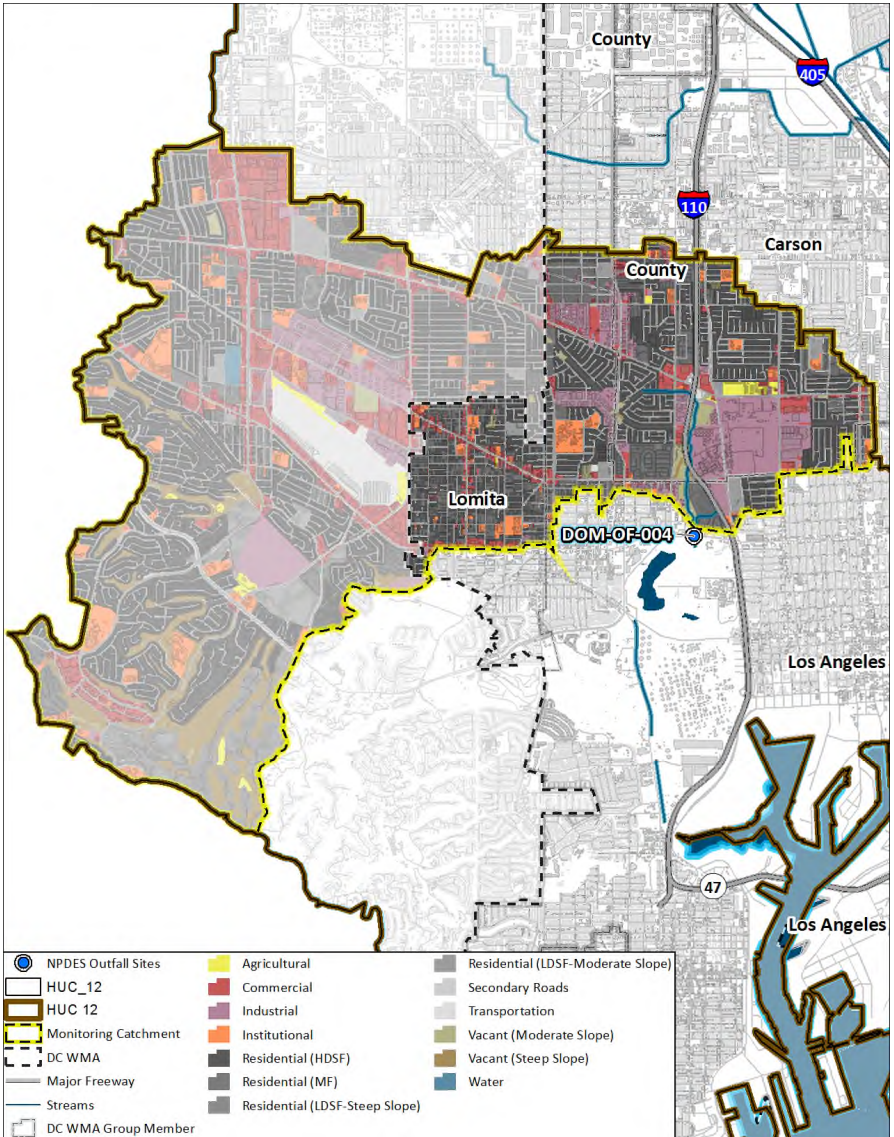 County
405
110
Carson
County
Lomita
DOM-OF-004
Los Angeles
47
Los Angeles
NPDES Outfall Sites
HUC_12
HUC 12
Monitoring Catchment
DC WMA
Major Freeway
Streams
DC WMA Group Member
Agricultural
Commercial
Industrial
Institutional
Residential (HDSF)
Residential (MF)
Residential (LDSF-Steep Slope)
Residential (LDSF-Moderate Slope)
Secondary Roads
Transportation
Vacant (Moderate Slope)
Vacant (Steep Slope)
Water